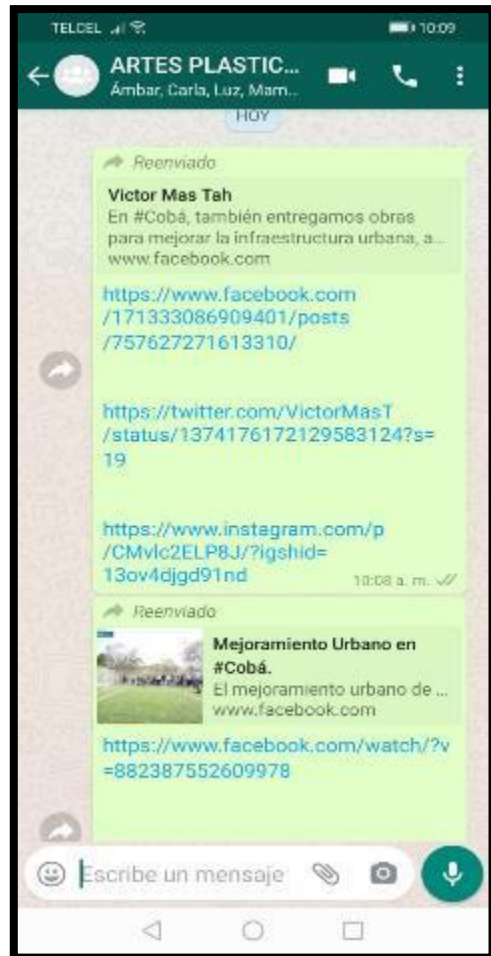 TELCEL
10:09
ARTES PLASTIC...
Ámbar, Carla, Luz, Mam...
HOY
Reenviado
Victor Mas Tah
En #Cobá, también entregamos obras
para mejorar la infraestructura urbana, a...
www.facebook.com
https://www.facebook.com
/171333086909401/posts
/757627271613310/
https://twitter.com/VictorMasT
/status/1374176172129583124?s=
19
https://www.instagram.com/p
/CMvlc2ELP8J/?igshid=
13ov4djgd91nd
10:08 a. m.
Reenviado
Mejoramiento Urbano en
#Cobá.
El mejoramiento urbano de ...
www.facebook.com
https://www.facebook.com/watch/?v
=882387552609978
Escribe un mensaje